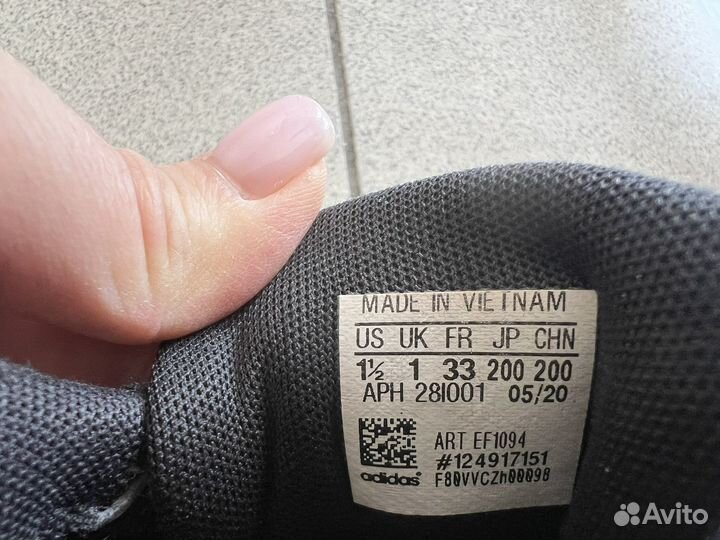 MADE IN VIETNAM
US UK FR JP CHN
1½ 1 33 200 200
APH 28I001 05/20
ART EF1094
#124917151
adidas F80VVCZh00098
Avito